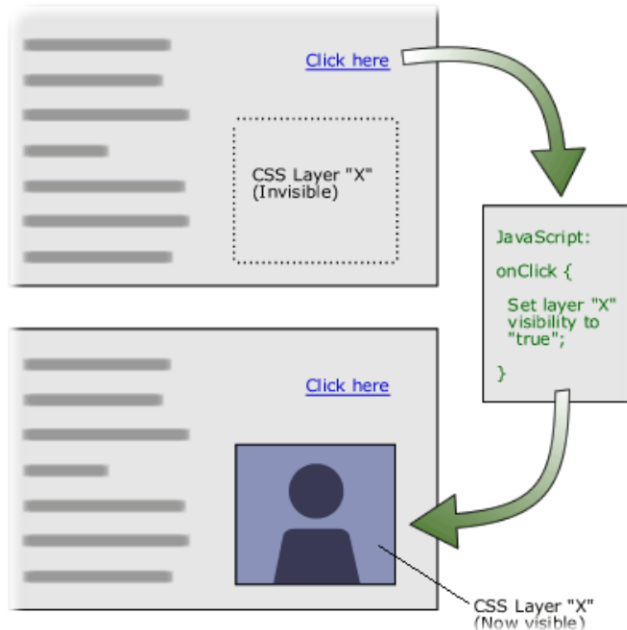 Click here
CSS Layer "X"
(Invisible)
JavaScript:
onClick {
Set layer "X"
visibility to
"true";
}
Click here
CSS Layer "X"
(Now visible)